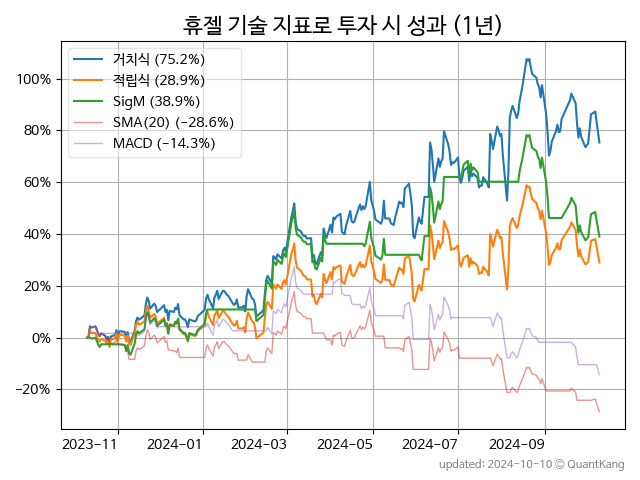 휴젤 기술 지표로 투자 시 성과 (1년)
거치식 (75.2%)
적립식 (28.9%)
SigM (38.9%)
SMA(20) (−28.6%)
MACD (−14.3%)
100%
80%
60%
40%
20%
0%
−20%
2023-11 2024-01 2024-03 2024-05 2024-07 2024-09
updated: 2024-10-10 © QuantKang